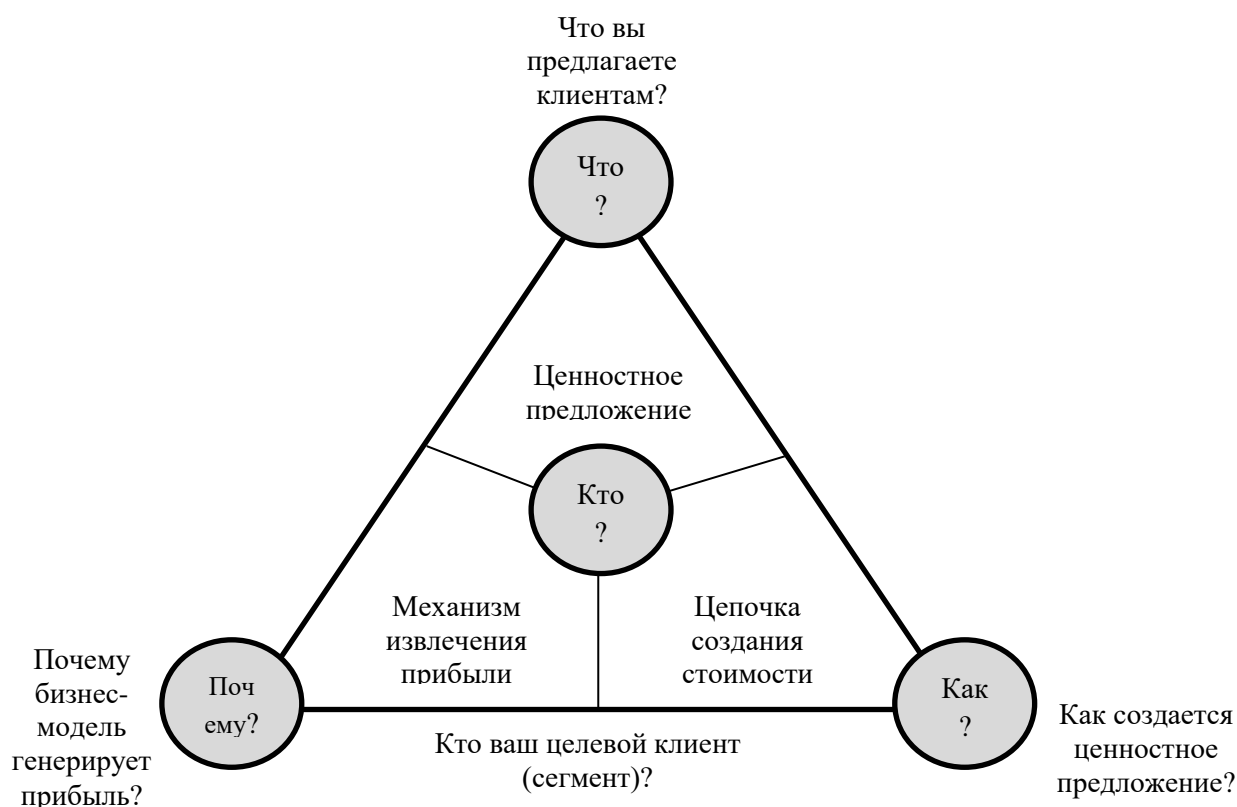 Что вы
предлагаете
клиентам?
Что
?
Ценностное
предложение
Кто
?
Механизм
извлечения
прибыли
Цепочка
создания
стоимости
Почему
бизнес-
модель
генерирует
прибыль?
Поч
ему?
Кто ваш целевой клиент
(сегмент)?
Как
?
Как создается
ценностное
предложение?